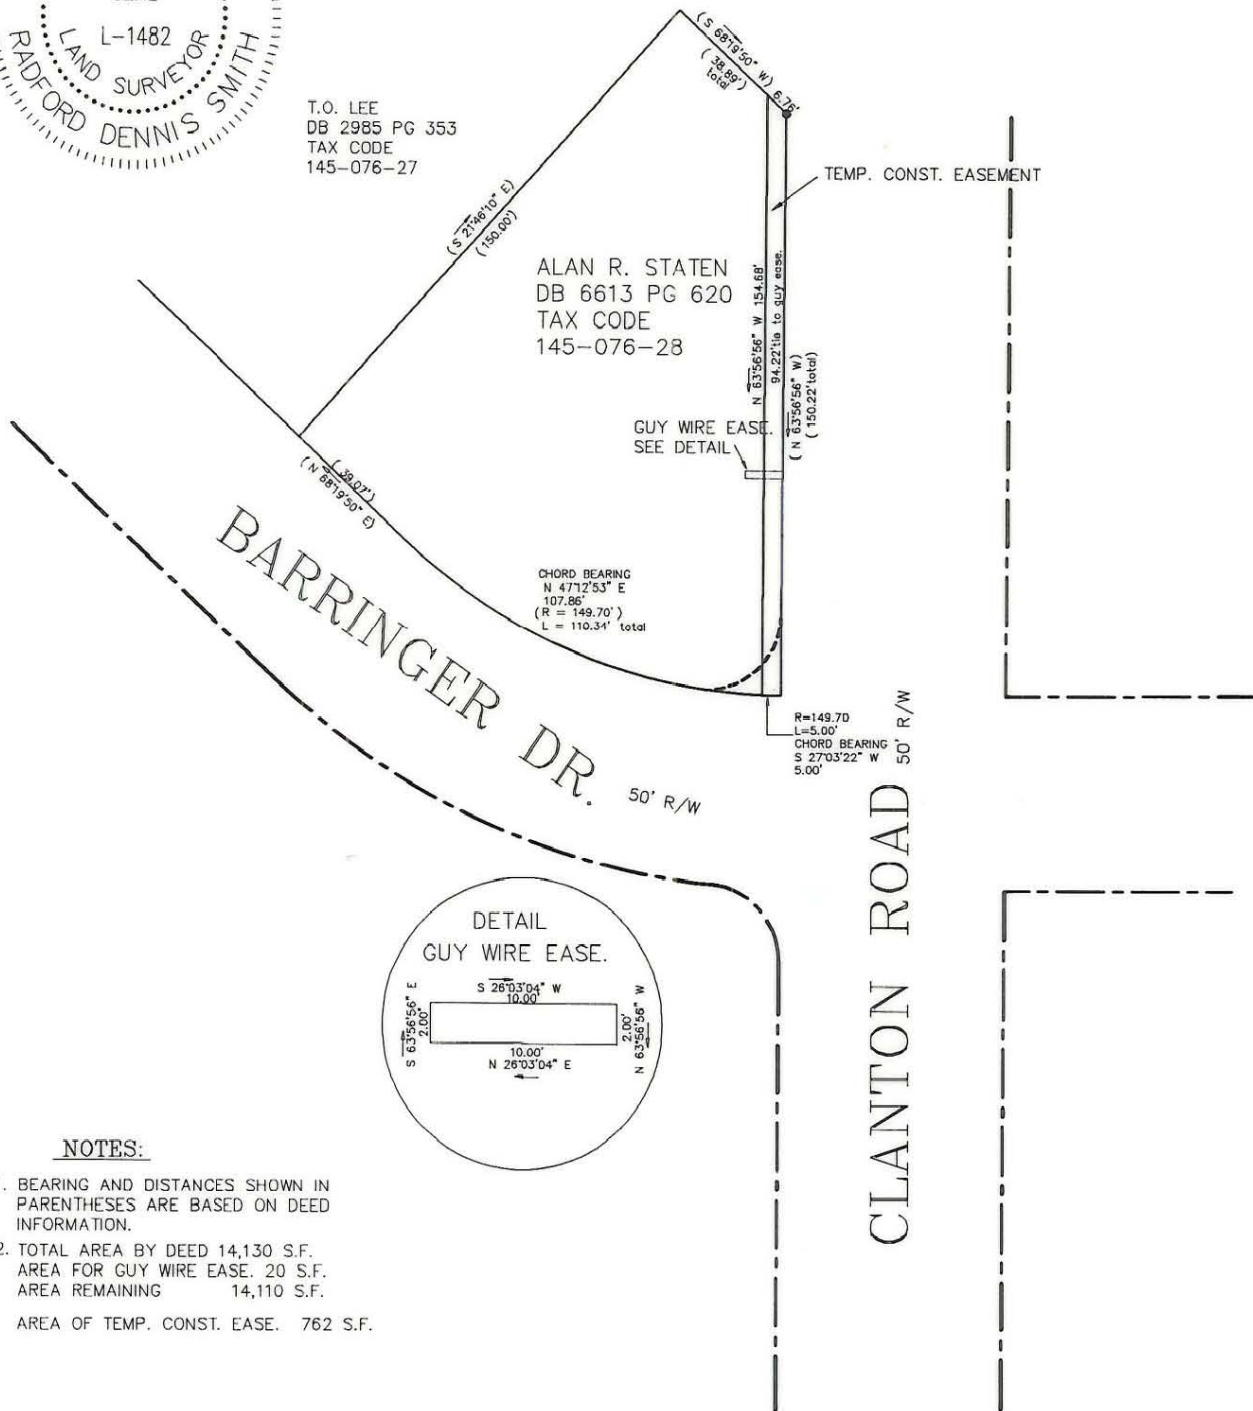 L-1482
LAND SURVEYOR
RADFORD DENNIS SMITH
T.O. LEE
DB 2985 PG 353
TAX CODE
145-076-27
(S 68°19'50" W) 6.76'
(38.89')
total
TEMP. CONST. EASEMENT
(S 21°46'10" E)
(150.00')
ALAN R. STATEN
DB 6613 PG 620
TAX CODE
145-076-28
N 63°56'56" W 154.68'
94.22'tie to guy ease.
(N 63°56'56" W)
(150.22'total)
GUY WIRE EASE.
SEE DETAIL
(39.07')
(N 68°19'50" E)
BARRINGER DR. 50' R/W
CHORD BEARING
N 47°12'53" E
107.86'
(R = 149.70')
L = 110.34' total
R=149.70
L=5.00'
CHORD BEARING
S 27°03'22" W
5.00'
CLANTON ROAD 50' R/W
DETAIL
GUY WIRE EASE.
S 26°03'04" W
10.00'
S 63°56'56" E
2.00'
2.00'
N 63°56'56" W
10.00'
N 26°03'04" E
NOTES:
. BEARING AND DISTANCES SHOWN IN
PARENTHESES ARE BASED ON DEED
INFORMATION.
2. TOTAL AREA BY DEED 14,130 S.F.
AREA FOR GUY WIRE EASE. 20 S.F.
AREA REMAINING 14,110 S.F.
AREA OF TEMP. CONST. EASE. 762 S.F.